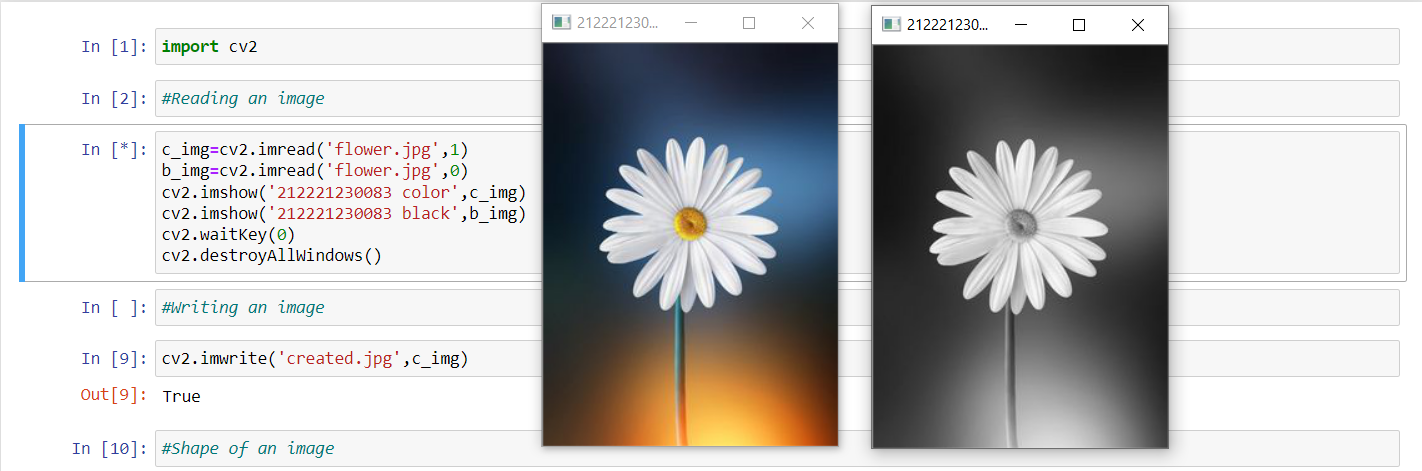 212221230...
212221230...
In [1]: import cv2
In [2]: #Reading an image
In [*]: c_img=cv2.imread('flower.jpg',1)
b_img=cv2.imread('flower.jpg',0)
cv2.imshow('212221230083 color',c_img)
cv2.imshow('212221230083 black',b_img)
cv2.waitKey(0)
cv2.destroyAllWindows()
In [ ]: #Writing an image
In [9]: cv2.imwrite('created.jpg',c_img)
Out[9]: True
In [10]: #Shape of an image